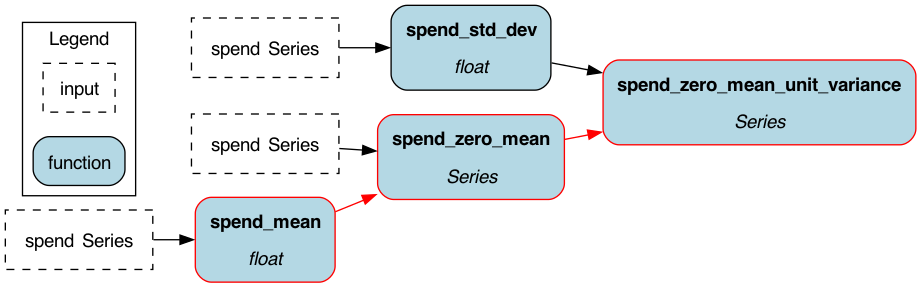 Legend
input
function
spend Series
spend_std_dev
float
spend Series
spend_zero_mean
Series
spend_zero_mean_unit_variance
Series
spend Series
spend_mean
float